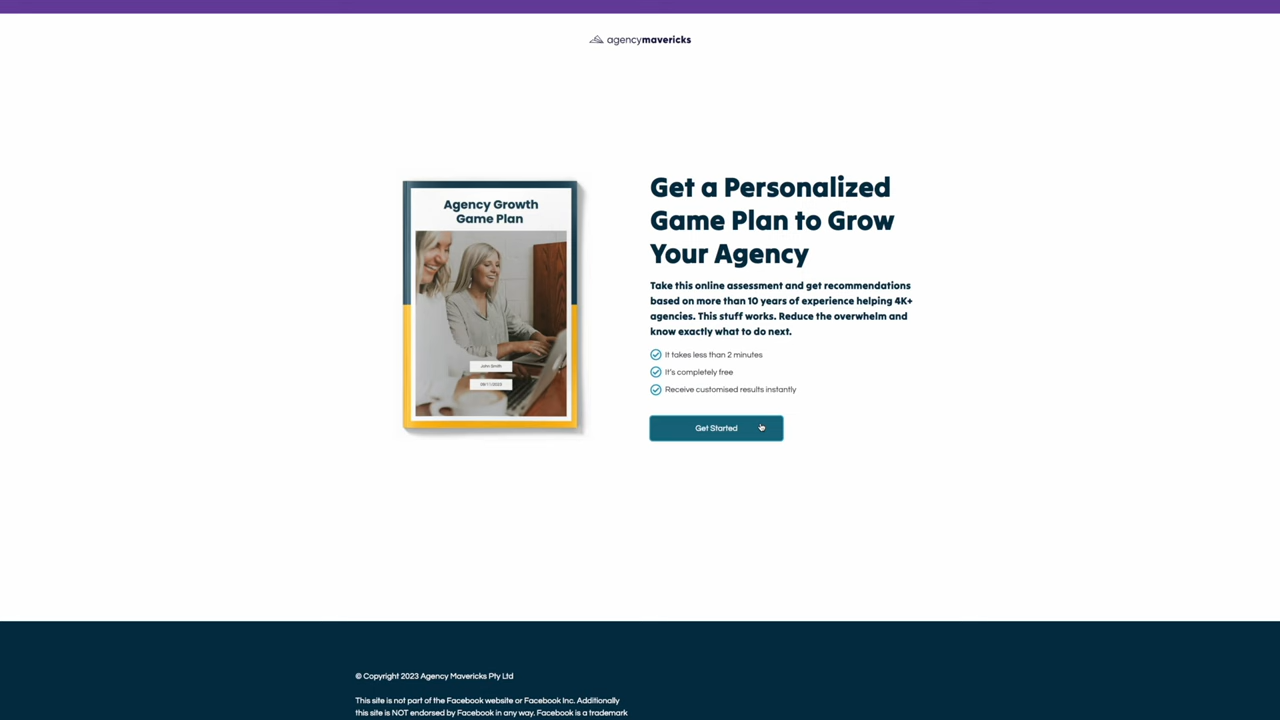 agencymavericks
Agency Growth
Game Plan
John Smith
Get a Personalized
Game Plan to Grow
Your Agency
Take this online assessment and get recommendations
based on more than 10 years of experience helping 4K+
agencies. This stuff works. Reduce the overwhelm and
know exactly what to do next.
It takes less than 2 minutes
It's completely free
Receive customised results instantly
Get Started
© Copyright 2023 Agency Mavericks Pty Ltd
This site is not part of the Facebook website or Facebook Inc. Additionally
this site is NOT endorsed by Facebook in any way. Facebook is a trademark